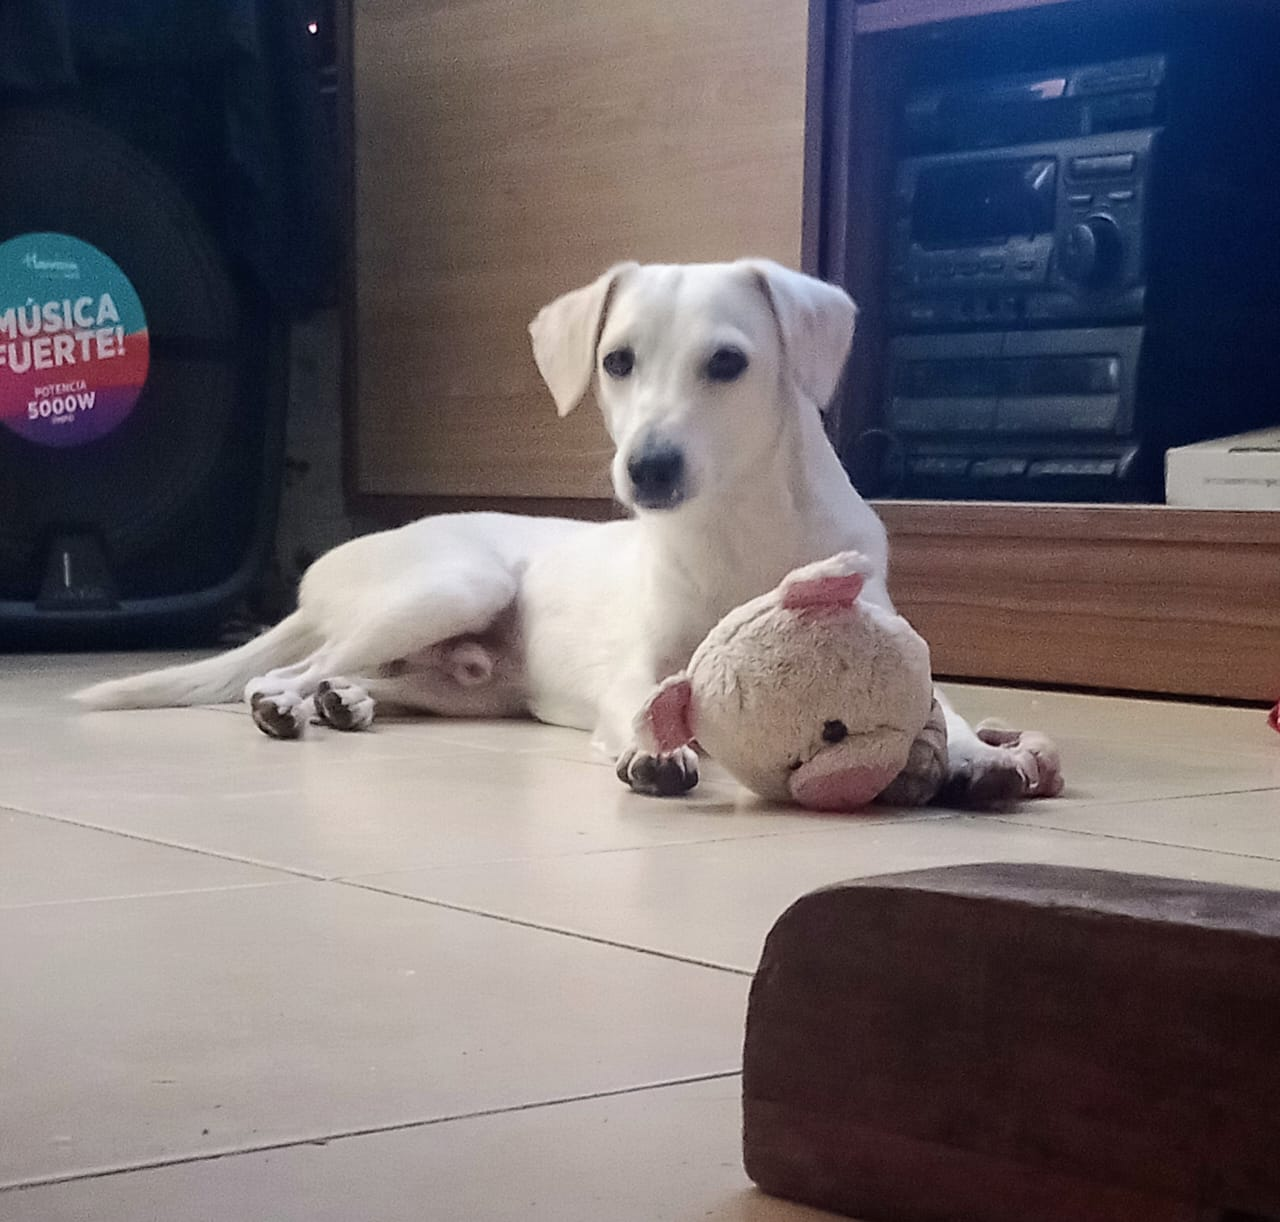 MÚSICA
FUERTE!
POTENCIA
5000W